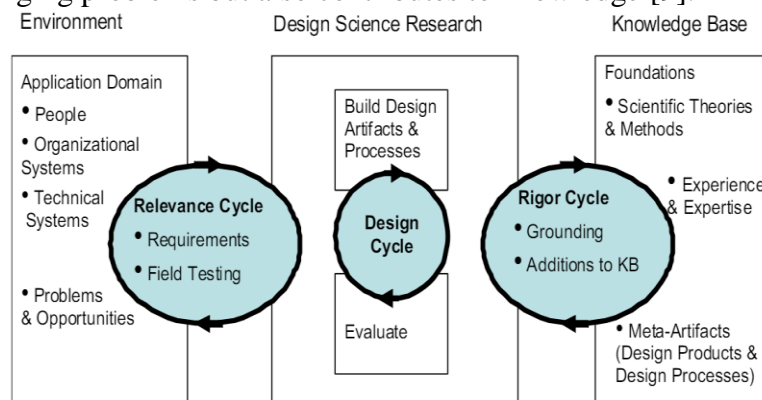 Environment
Design Science Research
Knowledge Base
Application Domain
• People
• Organizational
Systems
• Technical
Systems
• Problems
& Opportunities
Relevance Cycle
• Requirements
• Field Testing
Build Design
Artifacts &
Processes
Design
Cycle
Evaluate
Rigor Cycle
• Grounding
• Additions to KB
Foundations
• Scientific Theories
& Methods
• Experience
& Expertise
• Meta-Artifacts
(Design Products &
Design Processes)